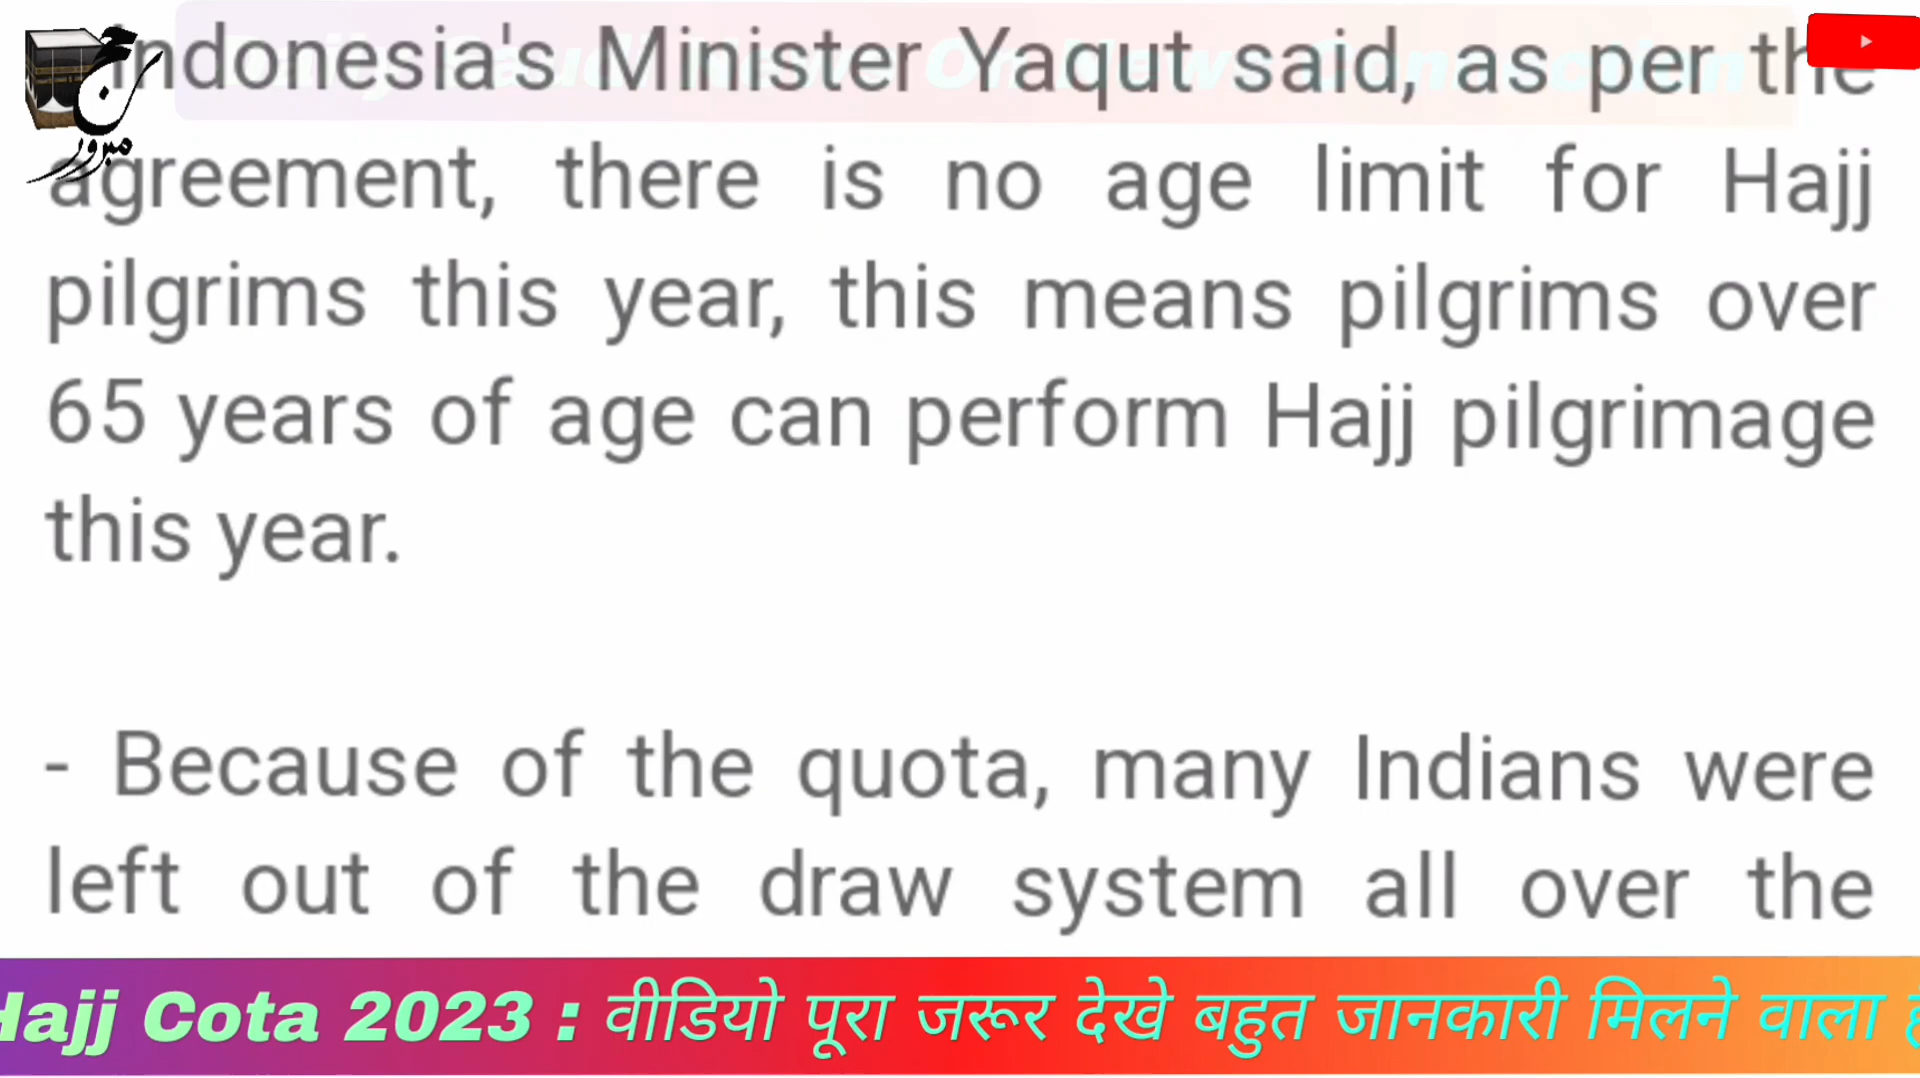 Indonesia's Minister Yaqut said, as per the
agreement, there is no age limit for Hajj
pilgrims this year, this means pilgrims over
65 years of age can perform Hajj pilgrimage
this year.
- Because of the quota, many Indians were
left out of the draw system all over the
Hajj Cota 2023 : वीडियो पूरा जरूर देखे बहुत जानकारी मिलने वाला
حج
مبرور